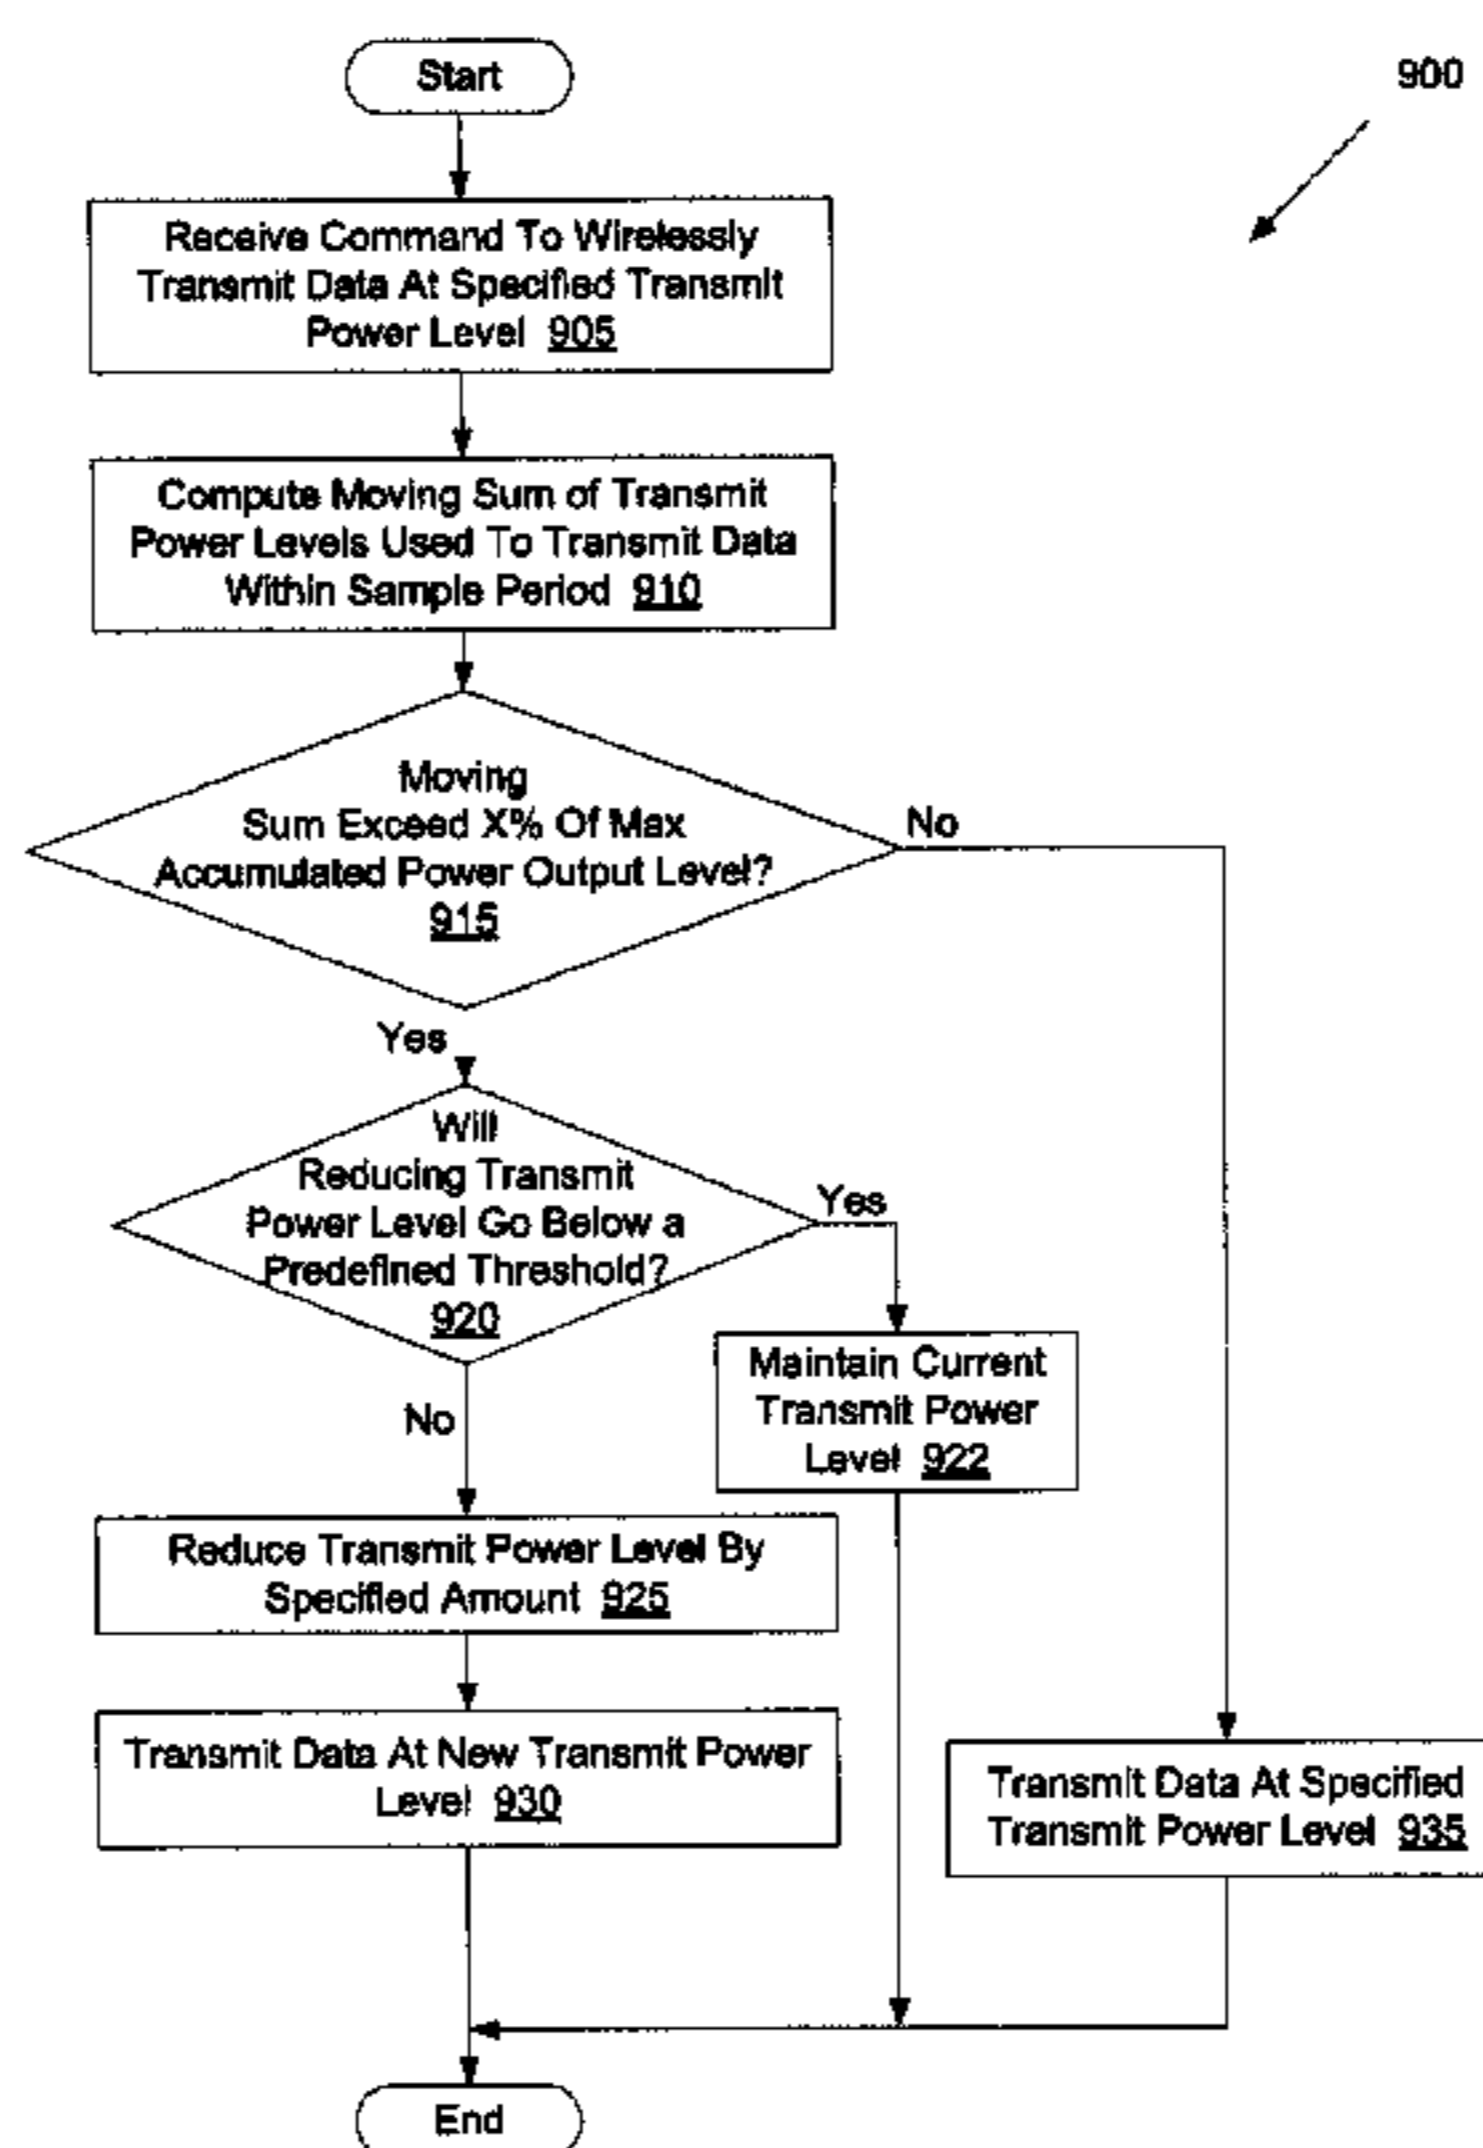 Start
900
Receive Command To Wirelessly
Transmit Data At Specified Transmit
Power Level 905
Compute Moving Sum of Transmit
Power Levels Used To Transmit Data
Within Sample Period 910
Moving
Sum Exceed X% Of Max
Accumulated Power Output Level?
915
No
Yes
Will
Reducing Transmit
Power Level Go Below a
Predefined Threshold?
920
Yes
No
Maintain Current
Transmit Power
Level 922
Reduce Transmit Power Level By
Specified Amount 925
Transmit Data At New Transmit Power
Level 930
Transmit Data At Specified
Transmit Power Level 935
End